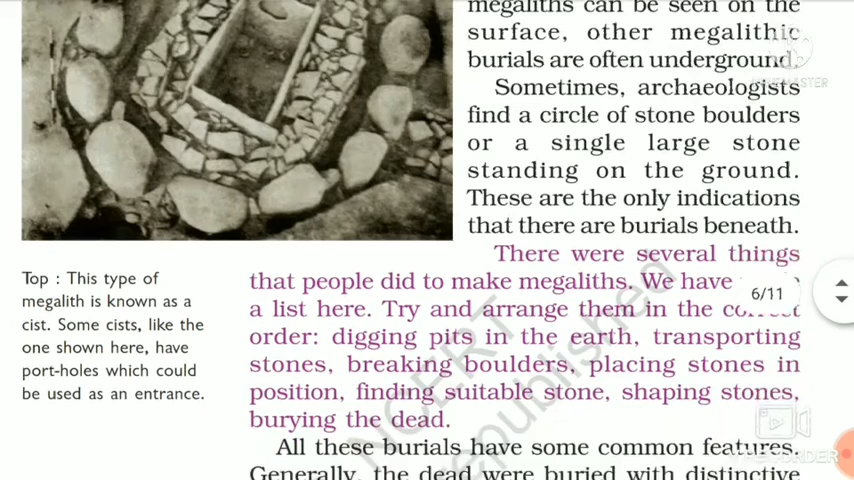 megaliths can be seen on the
surface, other megalithic
burials are often underground.
Sometimes, archaeologists
find a circle of stone boulders
or a single large stone
standing on the ground.
These are the only indications
that there are burials beneath.
There were several things
that people did to make megaliths. We have
a list here. Try and arrange them in the correct
order: digging pits in the earth, transporting
stones, breaking boulders, placing stones in
position, finding suitable stone, shaping stones,
burying the dead.
All these burials have some common features.
Generally, the dead were buried with distinctive
Top : This type of
megalith is known as a
cist. Some cists, like the
one shown here, have
port-holes which could
be used as an entrance.
6/11
NCERT
republished